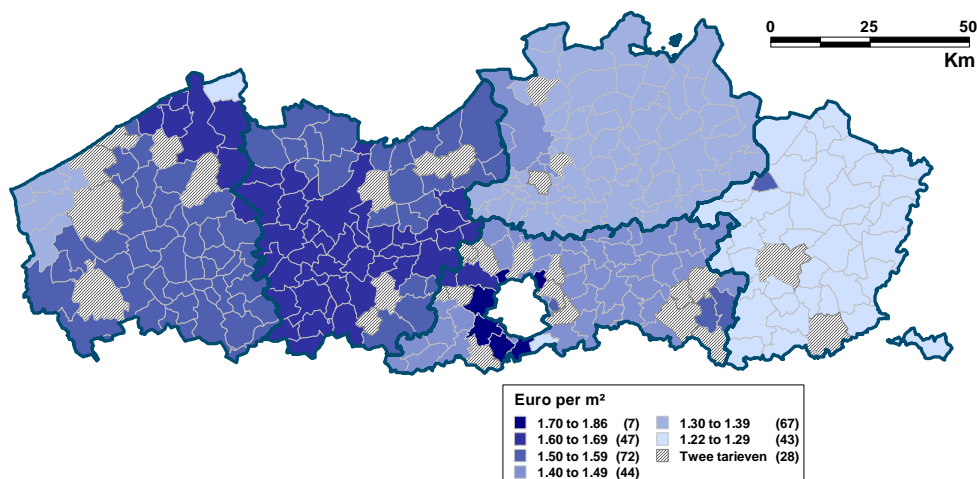 0 25 50
Km
Euro per m²
1.70 to 1.86 (7) 1.30 to 1.39 (67)
1.60 to 1.69 (47) 1.22 to 1.29 (43)
1.50 to 1.59 (72) Twee tarieven (28)
1.40 to 1.49 (44)